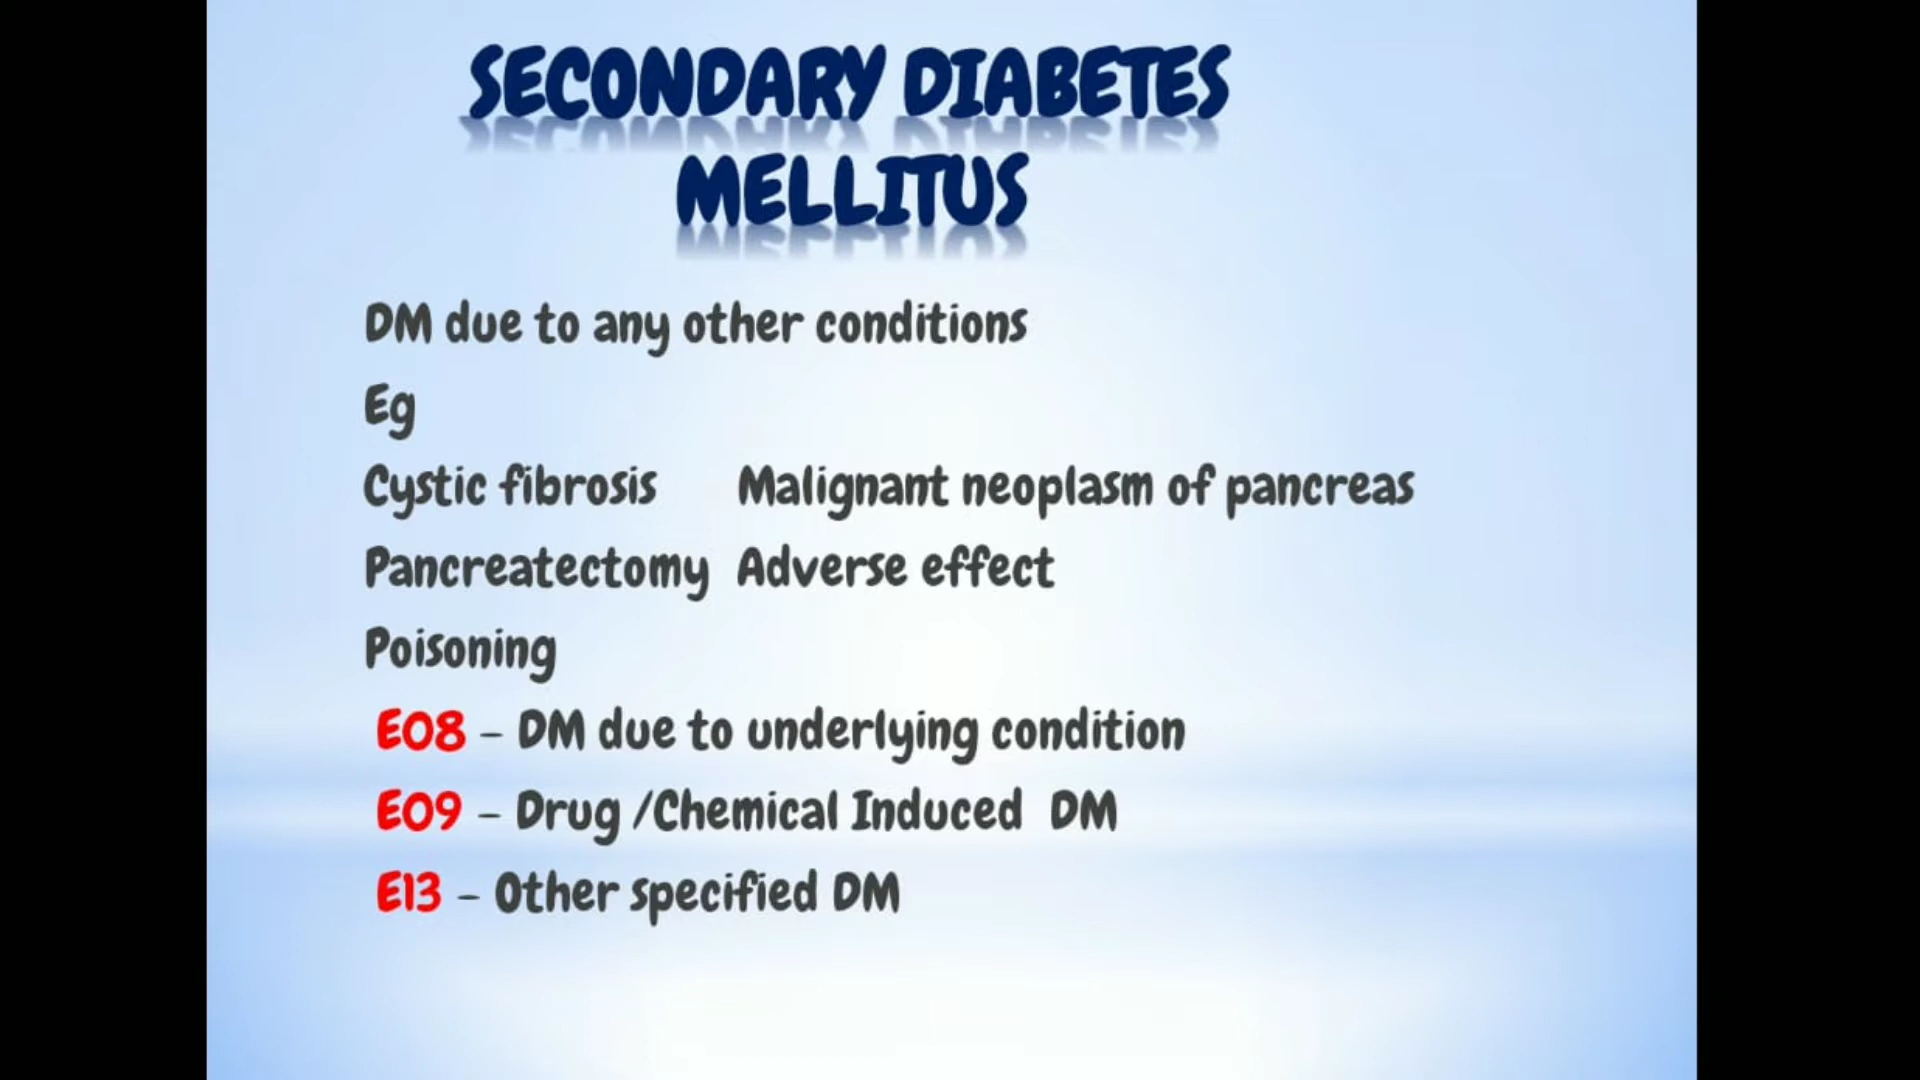 SECONDARY DIABETES
MELLITUS
DM due to any other conditions
Eg
Cystic fibrosis Malignant neoplasm of pancreas
Pancreatectomy Adverse effect
Poisoning
E08 – DM due to underlying condition
E09 – Drug /Chemical Induced DM
E13 – Other specified DM